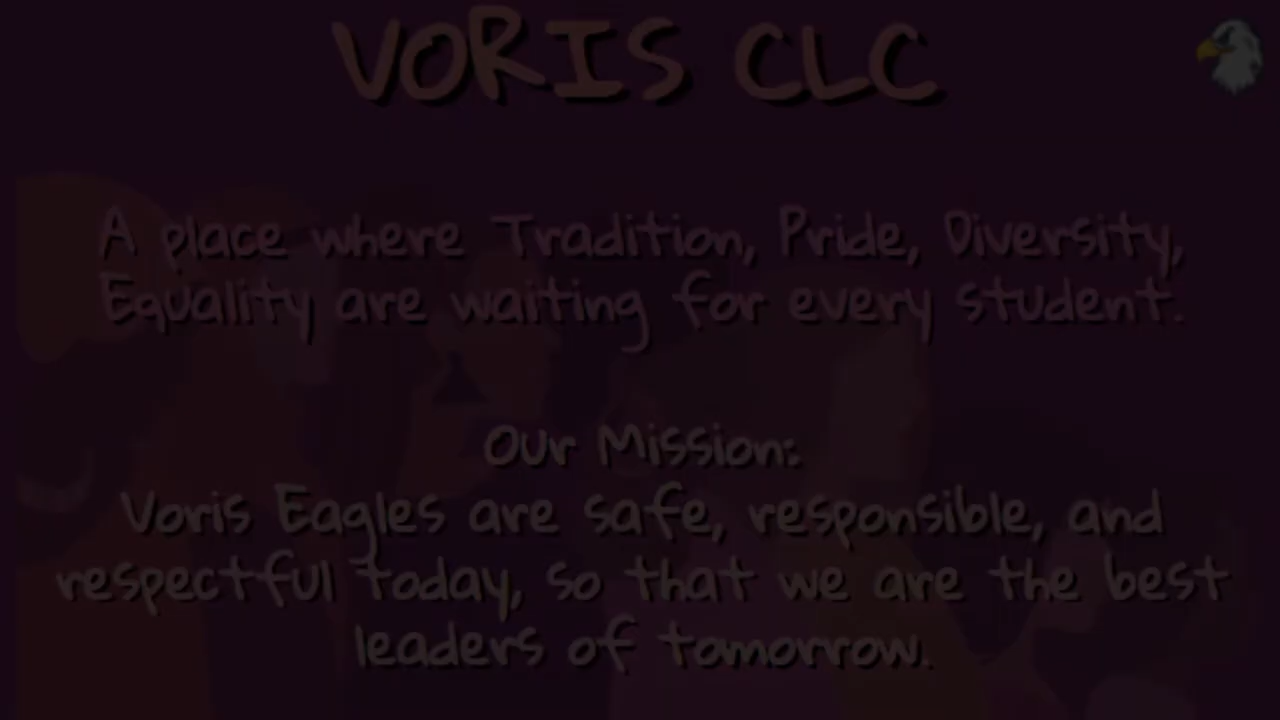 VORIS CLC
A place where Tradition, Pride, Diversity,
Equality are waiting for every student.
Our Mission:
Voris Eagles are safe, responsible, and
respectful today, so that we are the best
leaders of tomorrow.